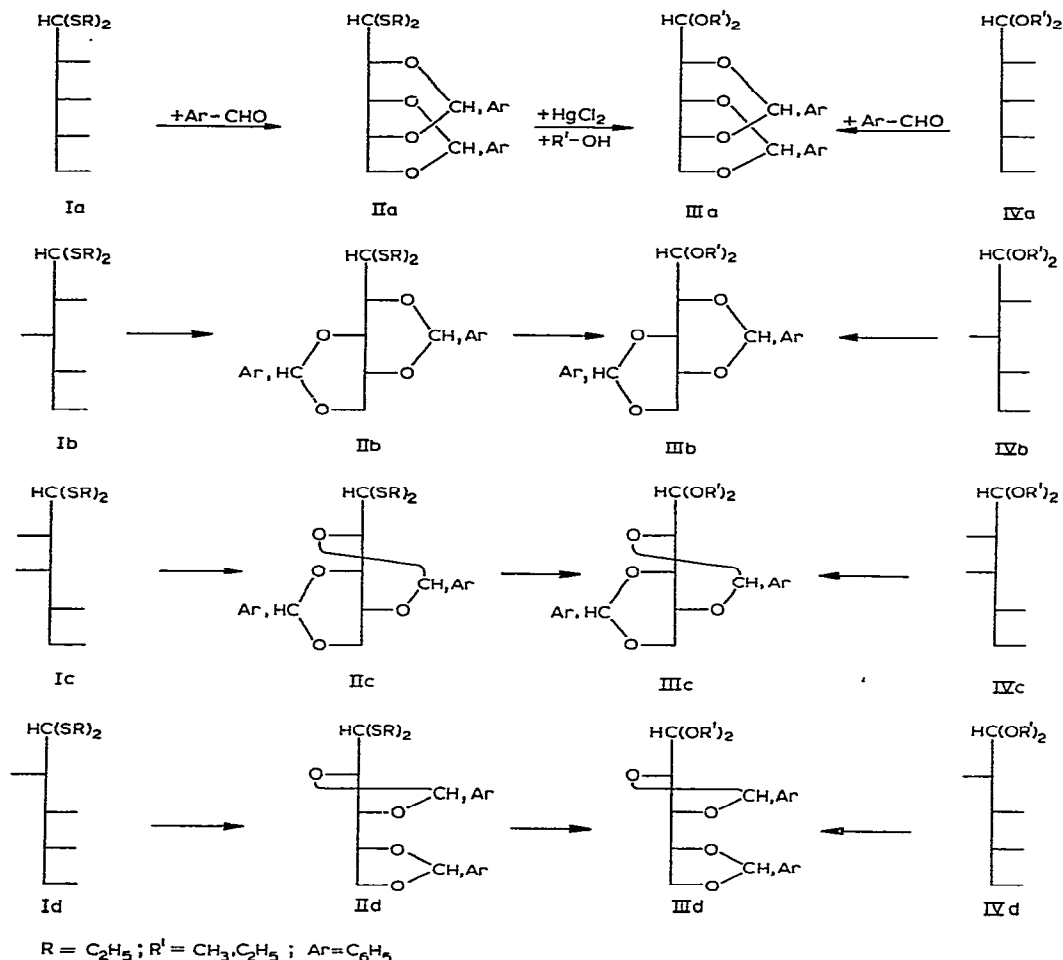 HC(SR)2 HC(SR)2 HC(OR')2 HC(OR')2
O O
O O
+Ar-CHO CH,Ar +HgCl2 CH,Ar +Ar-CHO
O CH,Ar +R'-OH O CH,Ar
O O
Ia IIa IIIa IVa
HC(SR)2 HC(SR)2 HC(OR')2 HC(OR')2
O O
O CH,Ar O CH,Ar
Ar,HC O Ar,HC O
O O
Ib IIb IIIb IVb
HC(SR)2 HC(SR)2 HC(OR')2 HC(OR')2
O O
O CH,Ar O CH,Ar
Ar,HC O Ar,HC O
O O
Ic IIc IIIc IVc
HC(SR)2 HC(SR)2 HC(OR')2 HC(OR')2
O O
CH,Ar CH,Ar
O O
O O
CH,Ar CH,Ar
O O
Id IId IIId IVd
R = C2H5; R' = CH3,C2H5 ; Ar=C6H5